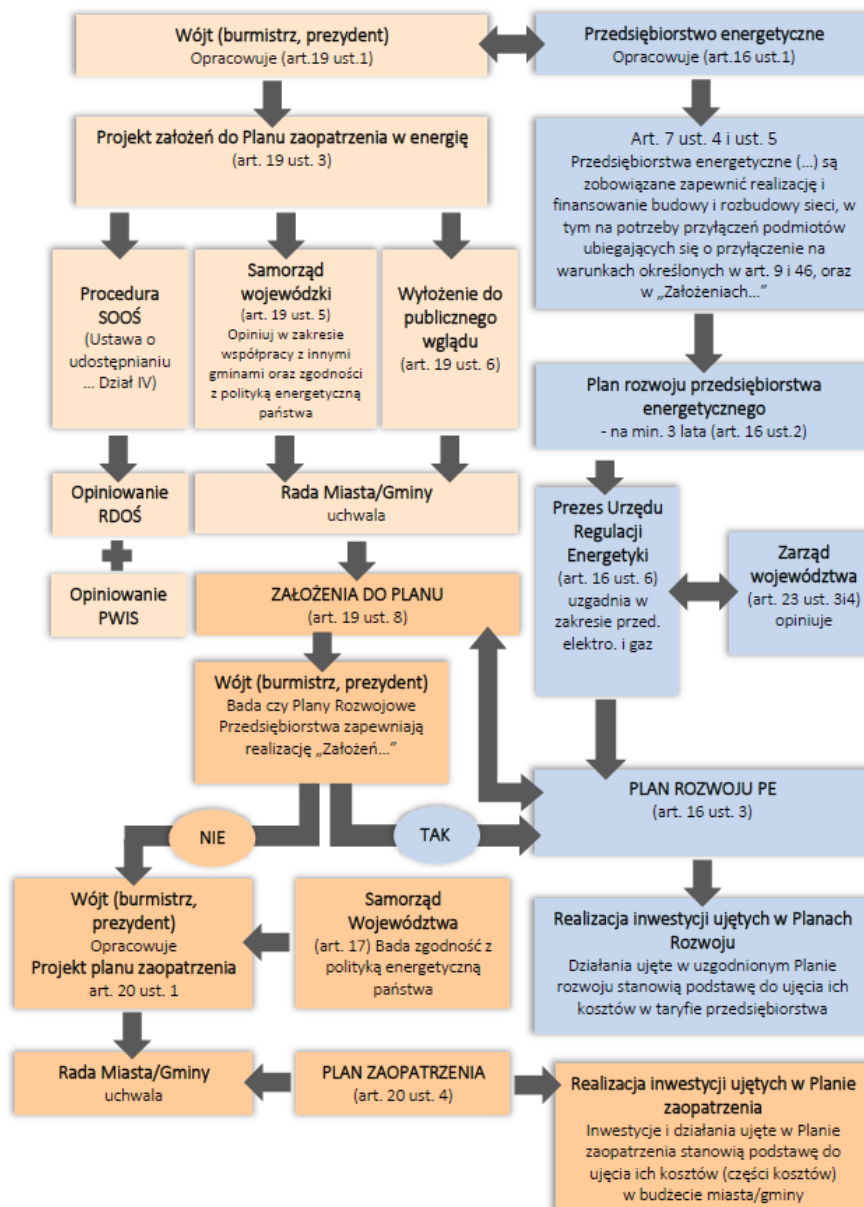 Wójt (burmistrz, prezydent)
Opracowuje (art.19 ust.1)
Przedsiębiorstwo energetyczne
Opracowuje (art.16 ust.1)
Projekt założeń do Planu zaopatrzenia w energię
(art. 19 ust. 3)
Art. 7 ust. 4 i ust. 5
Przedsiębiorstwa energetyczne (...) są
zobowiązane zapewnić realizację i
finansowanie budowy i rozbudowy sieci, w
tym na potrzeby przyłączeń podmiotów
ubiegających się o przyłączenie na
warunkach określonych w art. 9 i 46, oraz
w „Założeniach...”
Procedura
SOOŚ
(Ustawa o
udostępnianiu
... Dział IV)
Samorząd
wojewódzki
(art. 19 ust. 5)
Opiniuj w zakresie
współpracy z innymi
gminami oraz zgodności
z polityką energetyczną
państwa
Wyłożenie do
publicznego
wglądu
(art. 19 ust. 6)
Plan rozwoju przedsiębiorstwa
energetycznego
- na min. 3 lata (art. 16 ust.2)
Opiniowanie
RDOŚ
Rada Miasta/Gminy
uchwala
Prezes Urzędu
Regulacji
Energetyki
(art. 16 ust. 6)
uzgadnia w
zakresie przed.
elektro. i gaz
Zarząd
województwa
(art. 23 ust. 3i4)
opiniuje
Opiniowanie
PWIS
ZAŁOŻENIA DO PLANU
(art. 19 ust. 8)
Wójt (burmistrz, prezydent)
Bada czy Plany Rozwojowe
Przedsiębiorstwa zapewniają
realizację „Założeń...”
PLAN ROZWOJU PE
(art. 16 ust. 3)
NIE
TAK
Wójt (burmistrz,
prezydent)
Opracowuje
Projekt planu zaopatrzenia
art. 20 ust. 1
Samorząd
Województwa
(art. 17) Bada zgodność z
polityką energetyczną
państwa
Realizacja inwestycji ujętych w Planach
Rozwoju
Działania ujęte w uzgodnionym Planie
rozwoju stanowią podstawę do ujęcia ich
kosztów w taryfie przedsiębiorstwa
Rada Miasta/Gminy
uchwala
PLAN ZAOPATRZENIA
(art. 20 ust. 4)
Realizacja inwestycji ujętych w Planie
zaopatrzenia
Inwestycje i działania ujęte w Planie
zaopatrzenia stanowią podstawę do
ujęcia ich kosztów (części kosztów)
w budżecie miasta/gminy